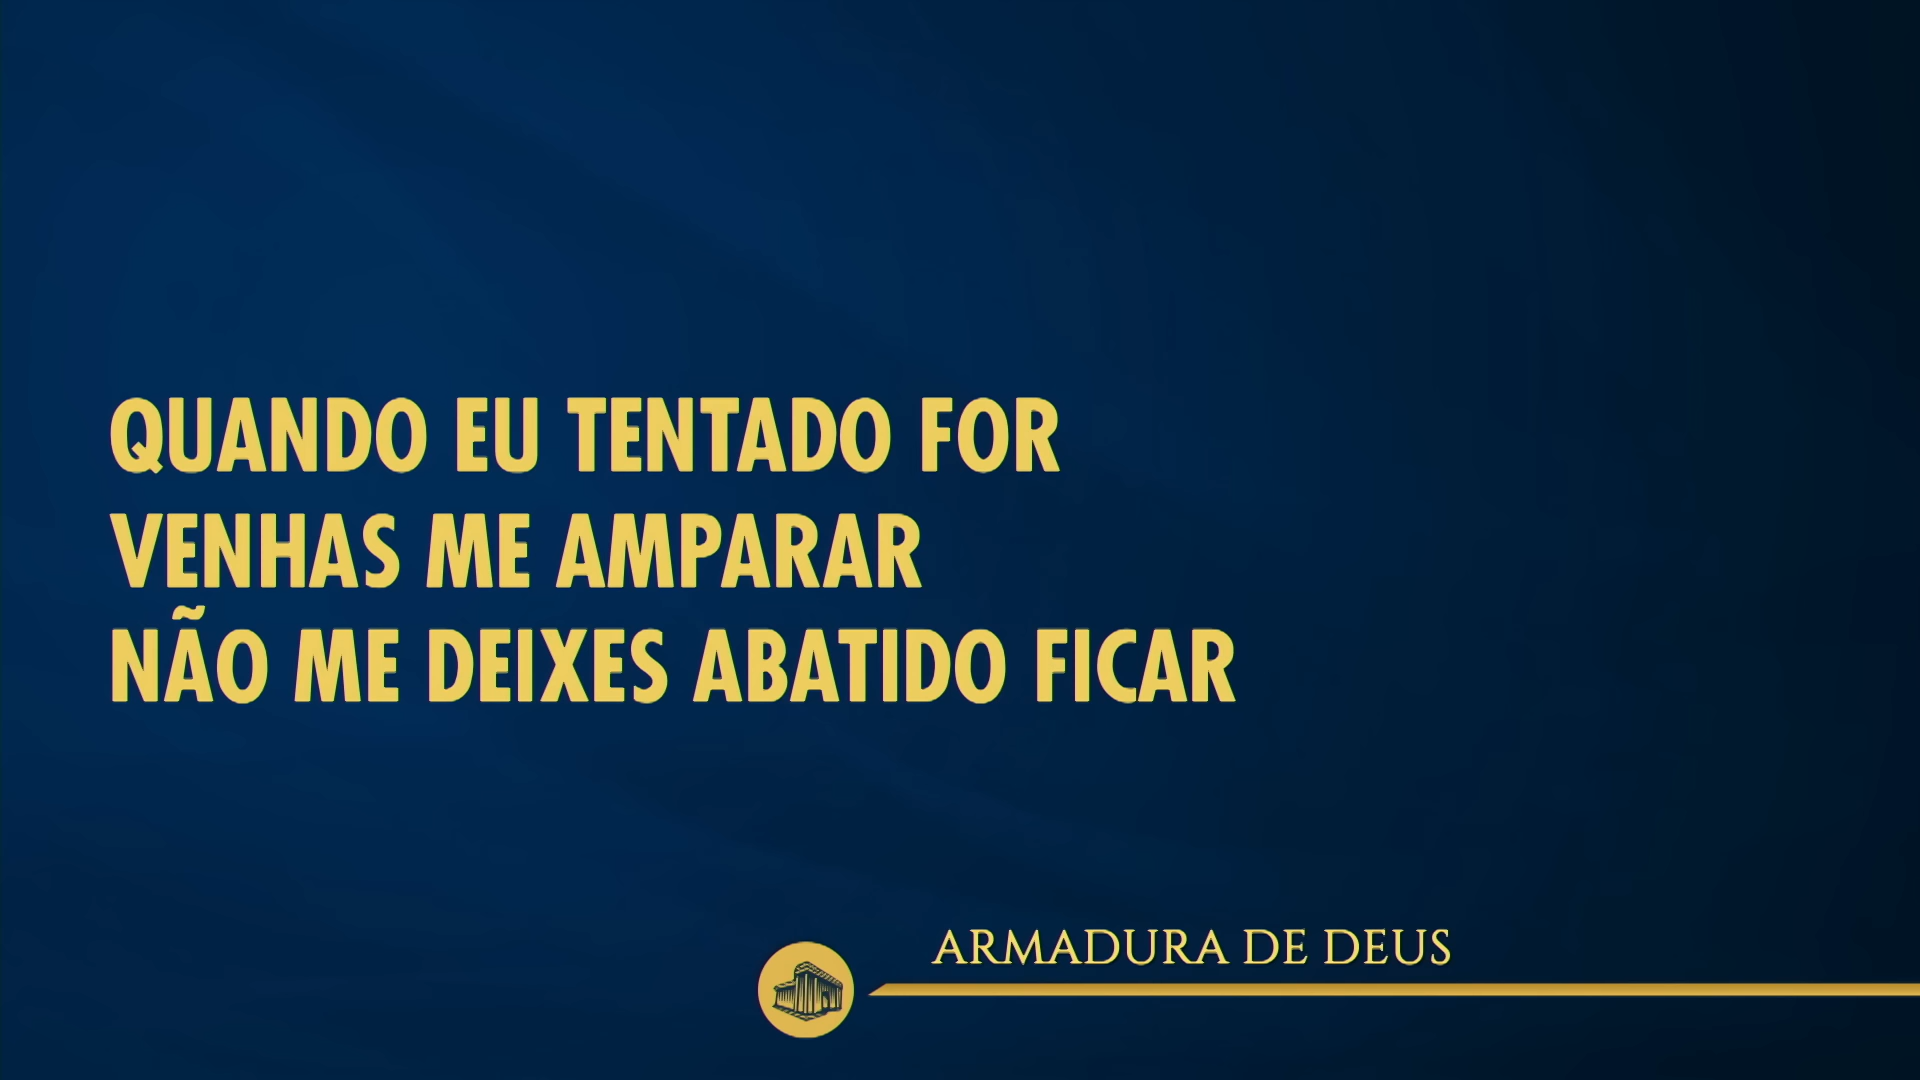 QUANDO EU TENTADO FOR
VENHAS ME AMPARAR
NÃO ME DEIXES ABATIDO FICAR
ARMADURA DE DEUS